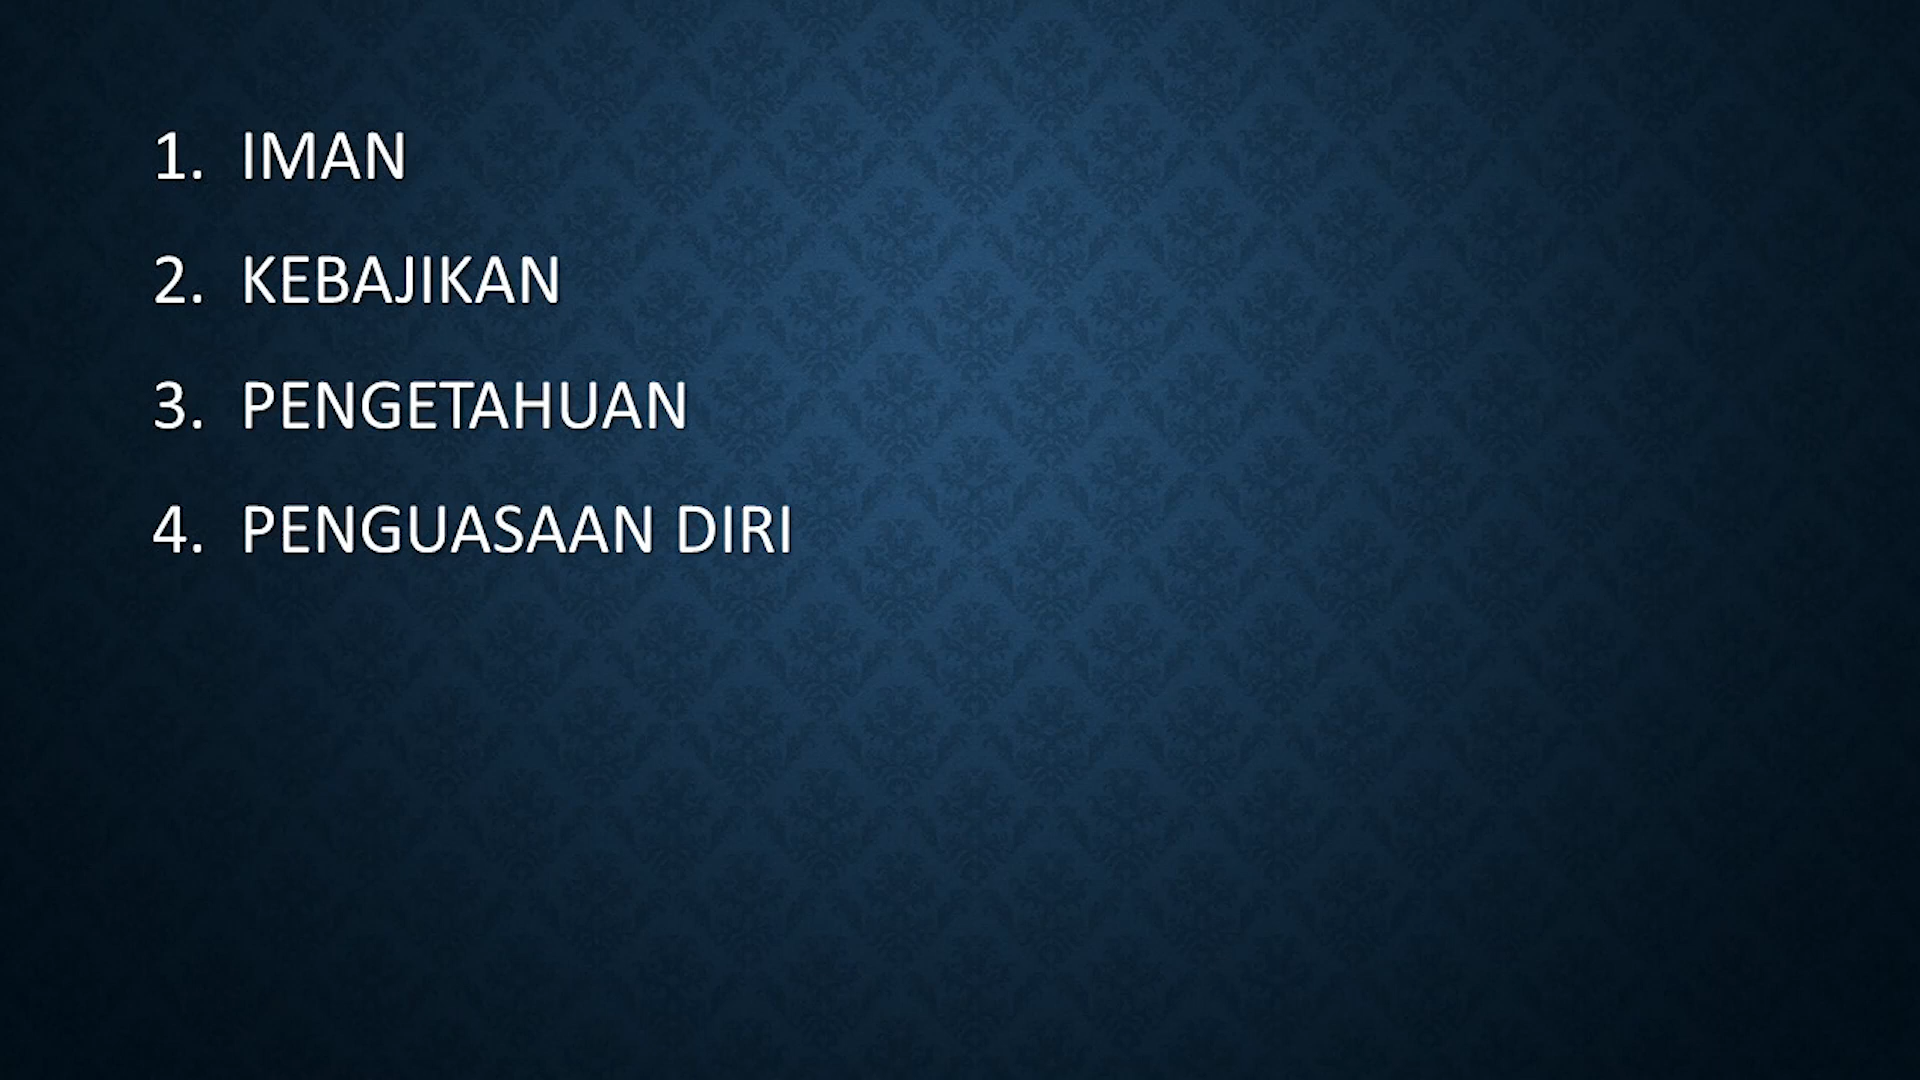 1. IMAN
2. KEBAJIKAN
3. PENGETAHUAN
4. PENGUASAAN DIRI